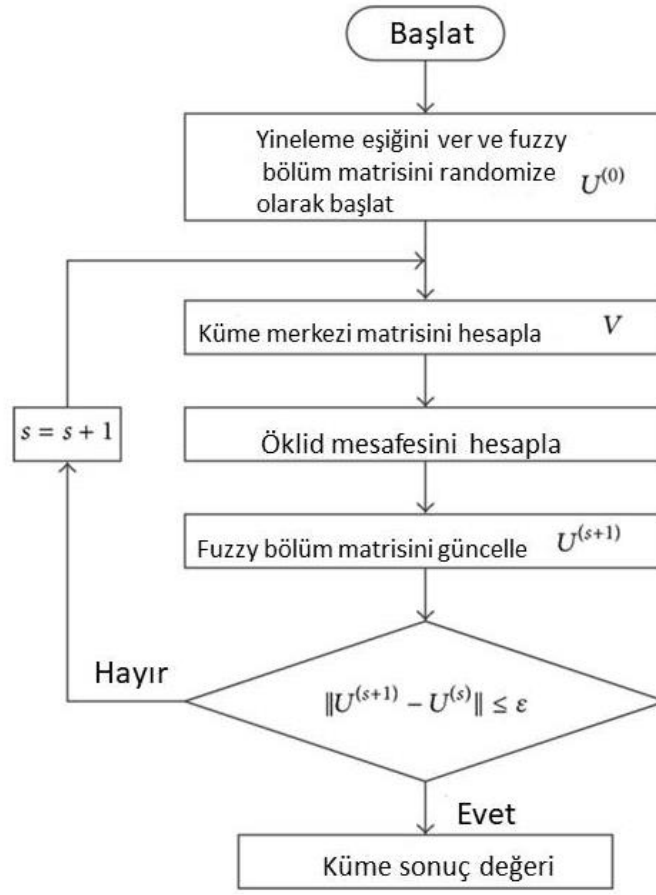 Başlat
Yineleme eşiğini ver ve fuzzy
bölüm matrisini randomize U^(0)
olarak başlat
Küme merkezi matrisini hesapla V
s = s + 1
Öklid mesafesini hesapla
Fuzzy bölüm matrisini güncelle U^(s+1)
Hayır
‖U^(s+1) − U^(s)‖ ≤ ε
Evet
Küme sonuç değeri